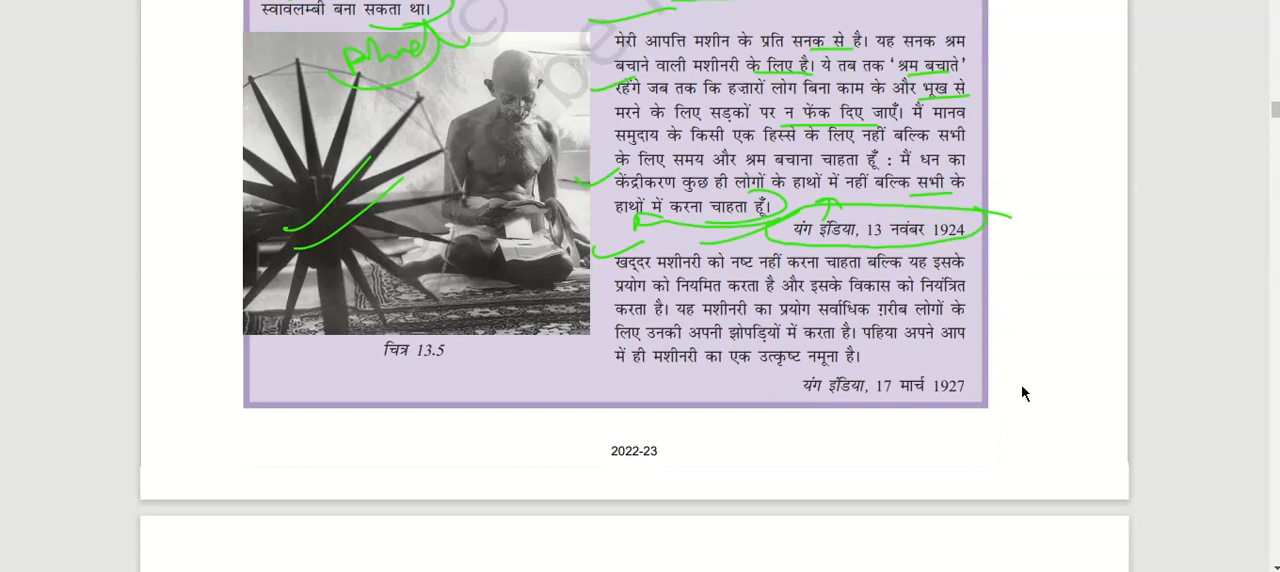 स्वावलम्बी बना सकता था।
मेरी आपत्ति मशीन के प्रति सनक से है। यह सनक श्रम
बचाने वाली मशीनरी के लिए है। ये तब तक ‘श्रम बचाते’
रहेंगे जब तक कि हज़ारों लोग बिना काम के और भूख से
मरने के लिए सड़कों पर न फेंक दिए जाएँ। मैं मानव
समुदाय के किसी एक हिस्से के लिए नहीं बल्कि सभी
के लिए समय और श्रम बचाना चाहता हूँ : मैं धन का
केंद्रीकरण कुछ ही लोगों के हाथों में नहीं बल्कि सभी के
हाथों में करना चाहता हूँ।
यंग इंडिया, 13 नवंबर 1924
खद्दर मशीनरी को नष्ट नहीं करना चाहता बल्कि यह इसके
प्रयोग को नियमित करता है और इसके विकास को नियंत्रित
करता है। यह मशीनरी का प्रयोग सर्वाधिक ग़रीब लोगों के
लिए उनकी अपनी झोपड़ियों में करता है। पहिया अपने आप
में ही मशीनरी का एक उत्कृष्ट नमूना है।
यंग इंडिया, 17 मार्च 1927
चित्र 13.5
2022-23